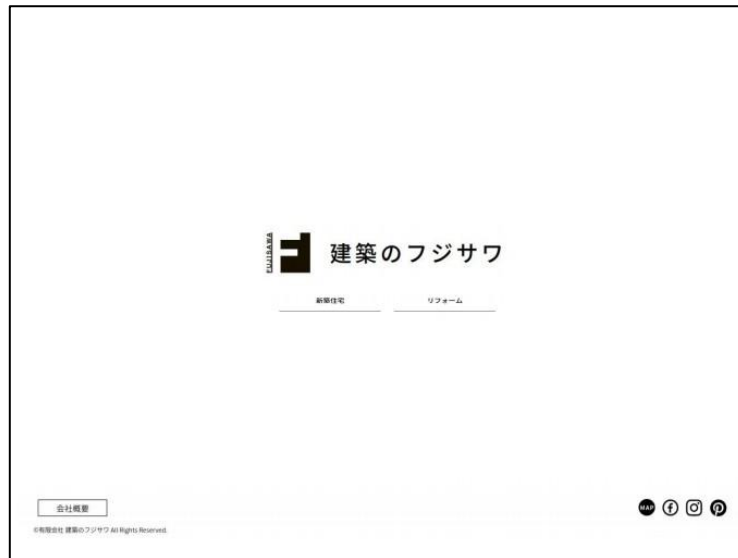 FUJISAWA
建築のフジサワ
新築住宅 リフォーム
会社概要
MAP
©有限会社 建築のフジサワ All Rights Reserved.